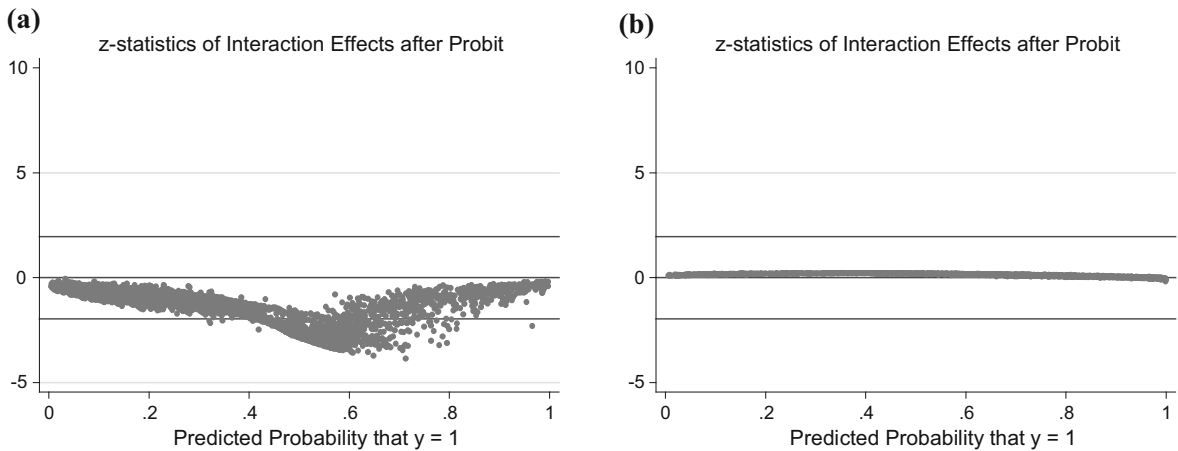 (a)
z-statistics of Interaction Effects after Probit
10
5
0
-5
0 .2 .4 .6 .8 1
Predicted Probability that y = 1
(b)
z-statistics of Interaction Effects after Probit
10
5
0
-5
0 .2 .4 .6 .8 1
Predicted Probability that y = 1